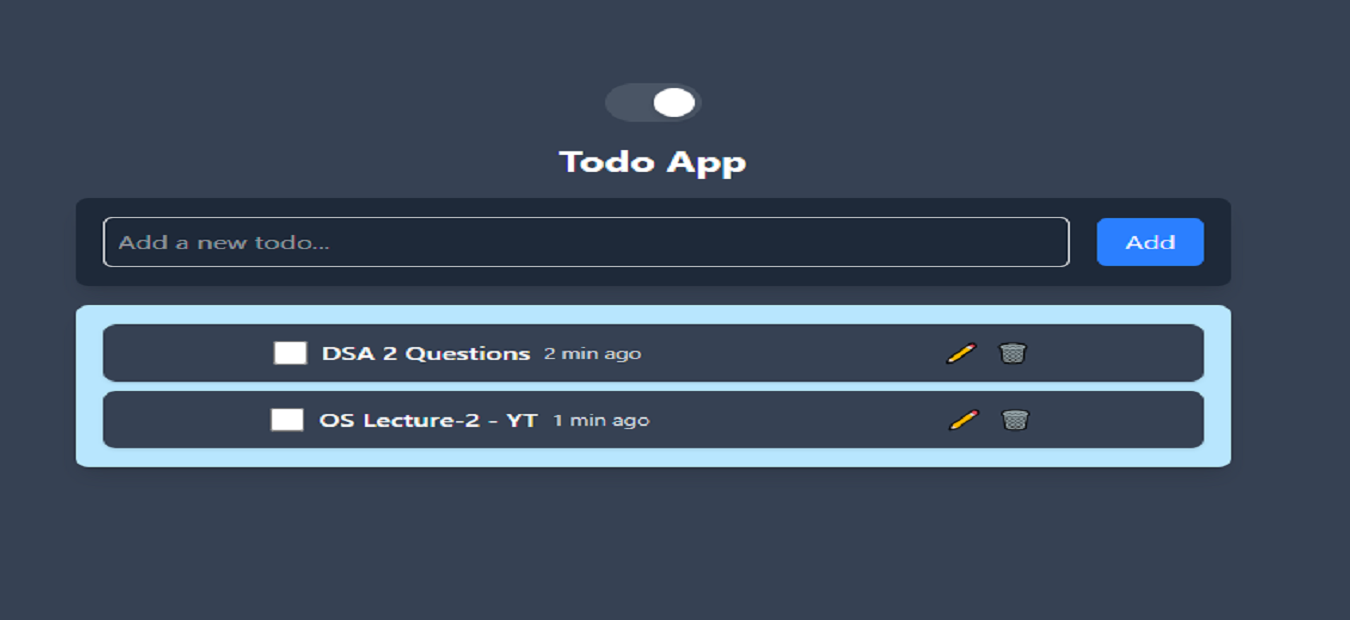 Todo App
Add a new todo...
Add
DSA 2 Questions 2 min ago
OS Lecture-2 - YT 1 min ago